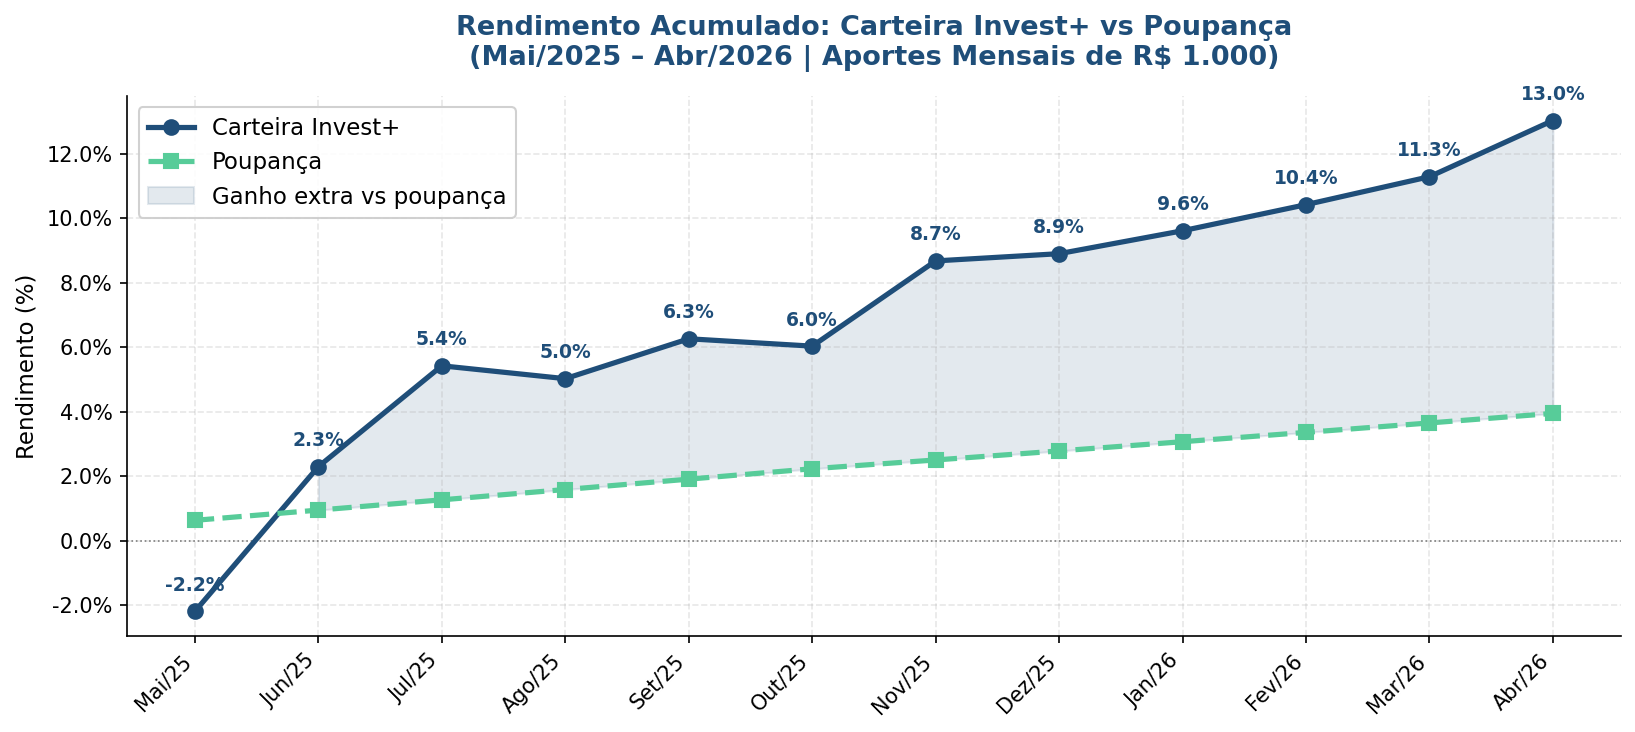 Rendimento Acumulado: Carteira Invest+ vs Poupança
(Mai/2025 – Abr/2026 | Aportes Mensais de R$ 1.000)
Carteira Invest+
Poupança
Ganho extra vs poupança
Rendimento (%)
12.0%
10.0%
8.0%
6.0%
4.0%
2.0%
0.0%
-2.0%
-2.2%
2.3%
5.4%
5.0%
6.3%
6.0%
8.7%
8.9%
9.6%
10.4%
11.3%
13.0%
Mai/25
Jun/25
Jul/25
Ago/25
Set/25
Out/25
Nov/25
Dez/25
Jan/26
Fev/26
Mar/26
Abr/26